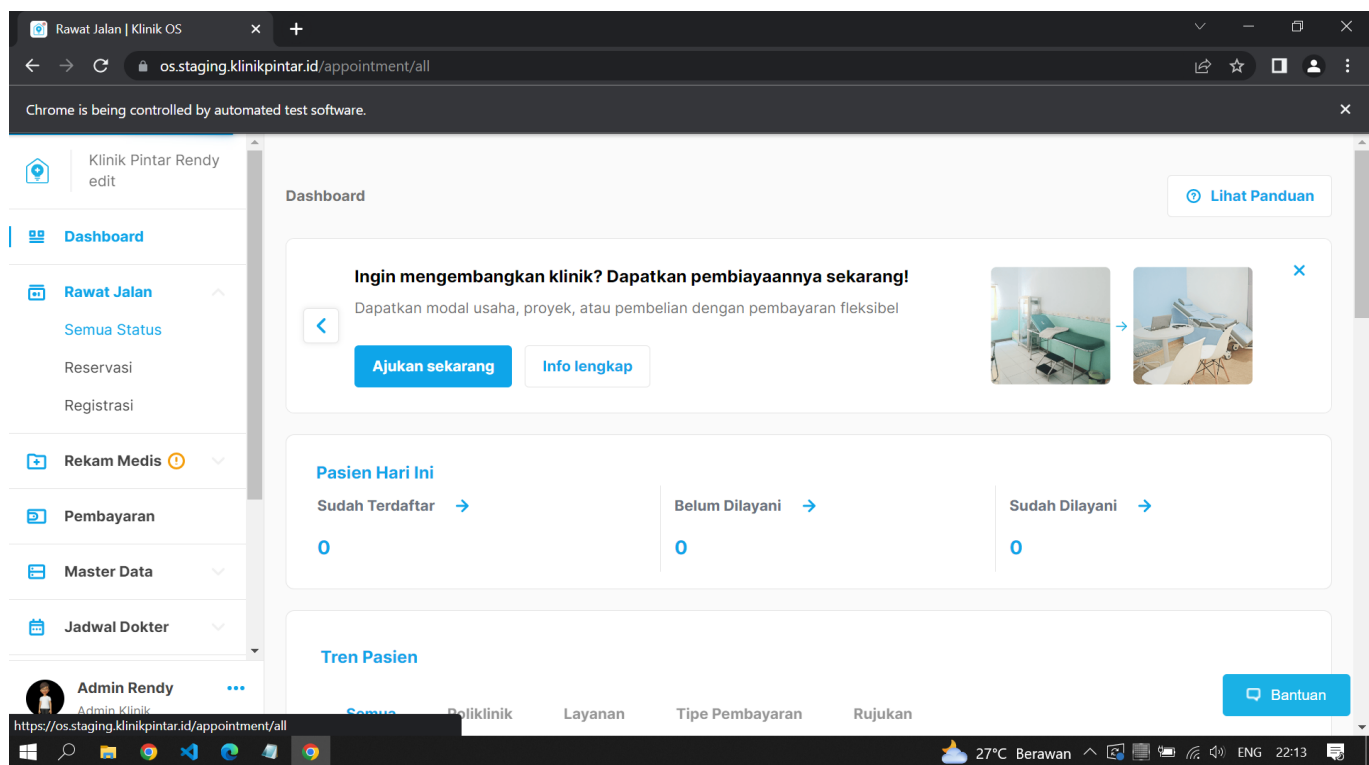 Rawat Jalan | Klinik OS
os.staging.klinikpintar.id/appointment/all
Chrome is being controlled by automated test software.
Klinik Pintar Rendy
edit
Dashboard
Rawat Jalan
Semua Status
Reservasi
Registrasi
Rekam Medis
Pembayaran
Master Data
Jadwal Dokter
Admin Rendy
Admin Klinik
https://os.staging.klinikpintar.id/appointment/all
Dashboard
Lihat Panduan
Ingin mengembangkan klinik? Dapatkan pembiayaannya sekarang!
Dapatkan modal usaha, proyek, atau pembelian dengan pembayaran fleksibel
Ajukan sekarang Info lengkap
Pasien Hari Ini
Sudah Terdaftar Belum Dilayani Sudah Dilayani
0 0 0
Tren Pasien
Semua Poliklinik Layanan Tipe Pembayaran Rujukan
Bantuan
27°C Berawan ENG 22:13